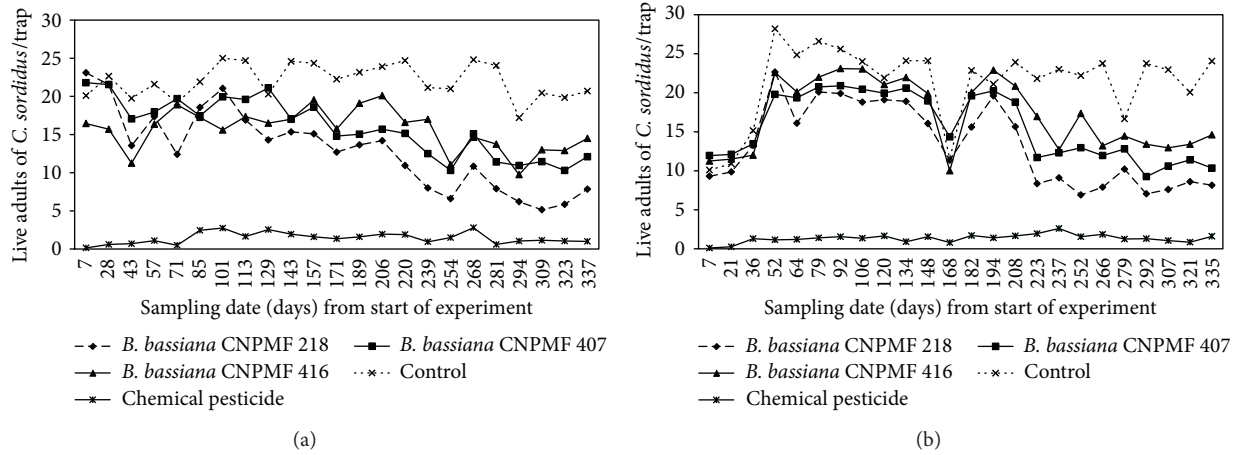 30
25
20
15
10
5
0
Live adults of C. sordidus/trap
7 28 43 57 71 85 101 113 129 143 157 171 189 206 220 239 254 268 281 294 309 323 337
Sampling date (days) from start of experiment
B. bassiana CNPMF 218
B. bassiana CNPMF 407
B. bassiana CNPMF 416
Control
Chemical pesticide
(a)
30
25
20
15
10
5
0
Live adults of C. sordidus/trap
7 21 36 52 64 79 92 106 120 134 148 168 182 194 208 223 237 252 266 279 292 307 321 335
Sampling date (days) from start of experiment
B. bassiana CNPMF 218
B. bassiana CNPMF 407
B. bassiana CNPMF 416
Control
Chemical pesticide
(b)